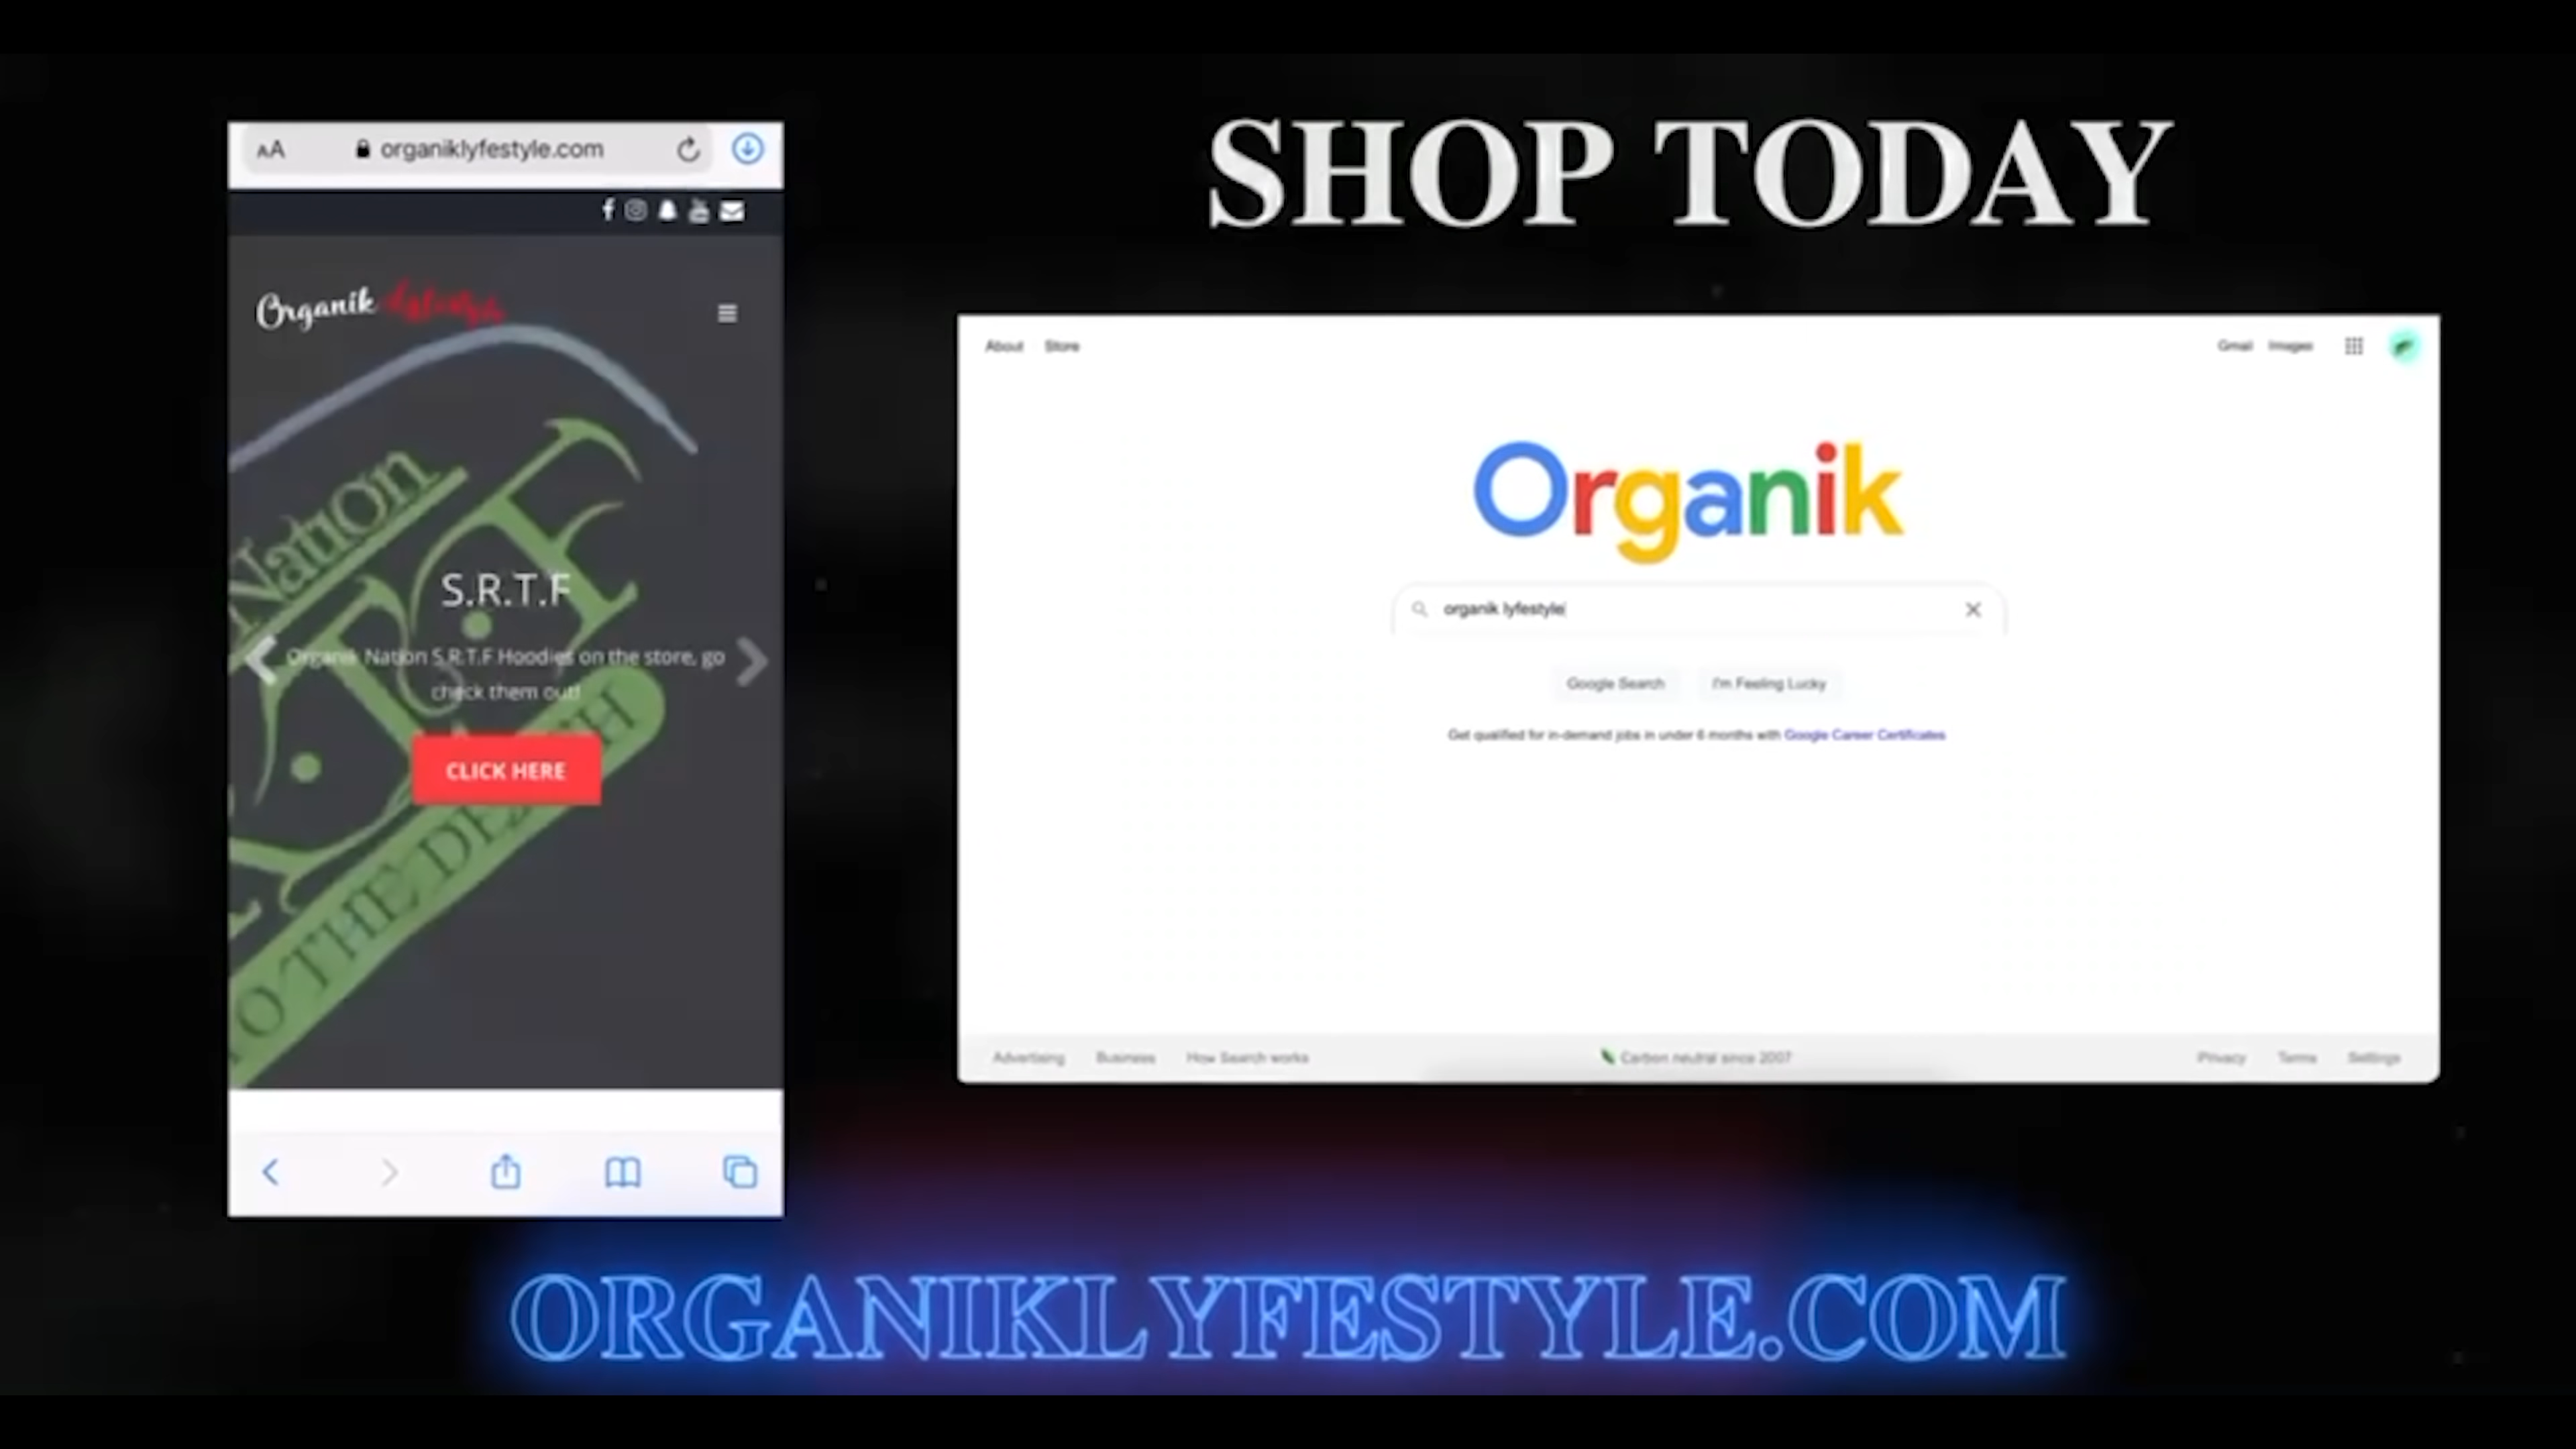 SHOP TODAY
AA organiklyfestyle.com
Organik Lyfestyle
Nation
S.R.T.F
Organik Nation S.R.T.F Hoodies on the store, go
check them out!
CLICK HERE
TO THE DEATH
About Store
Gmail Images
Organik
organik lyfestyle
Google Search I'm Feeling Lucky
Get qualified for in-demand jobs in under 6 months with Google Career Certificates
Advertising Business How Search works
Carbon neutral since 2007
Privacy Terms Settings
ORGANIKLYFESTYLE.COM